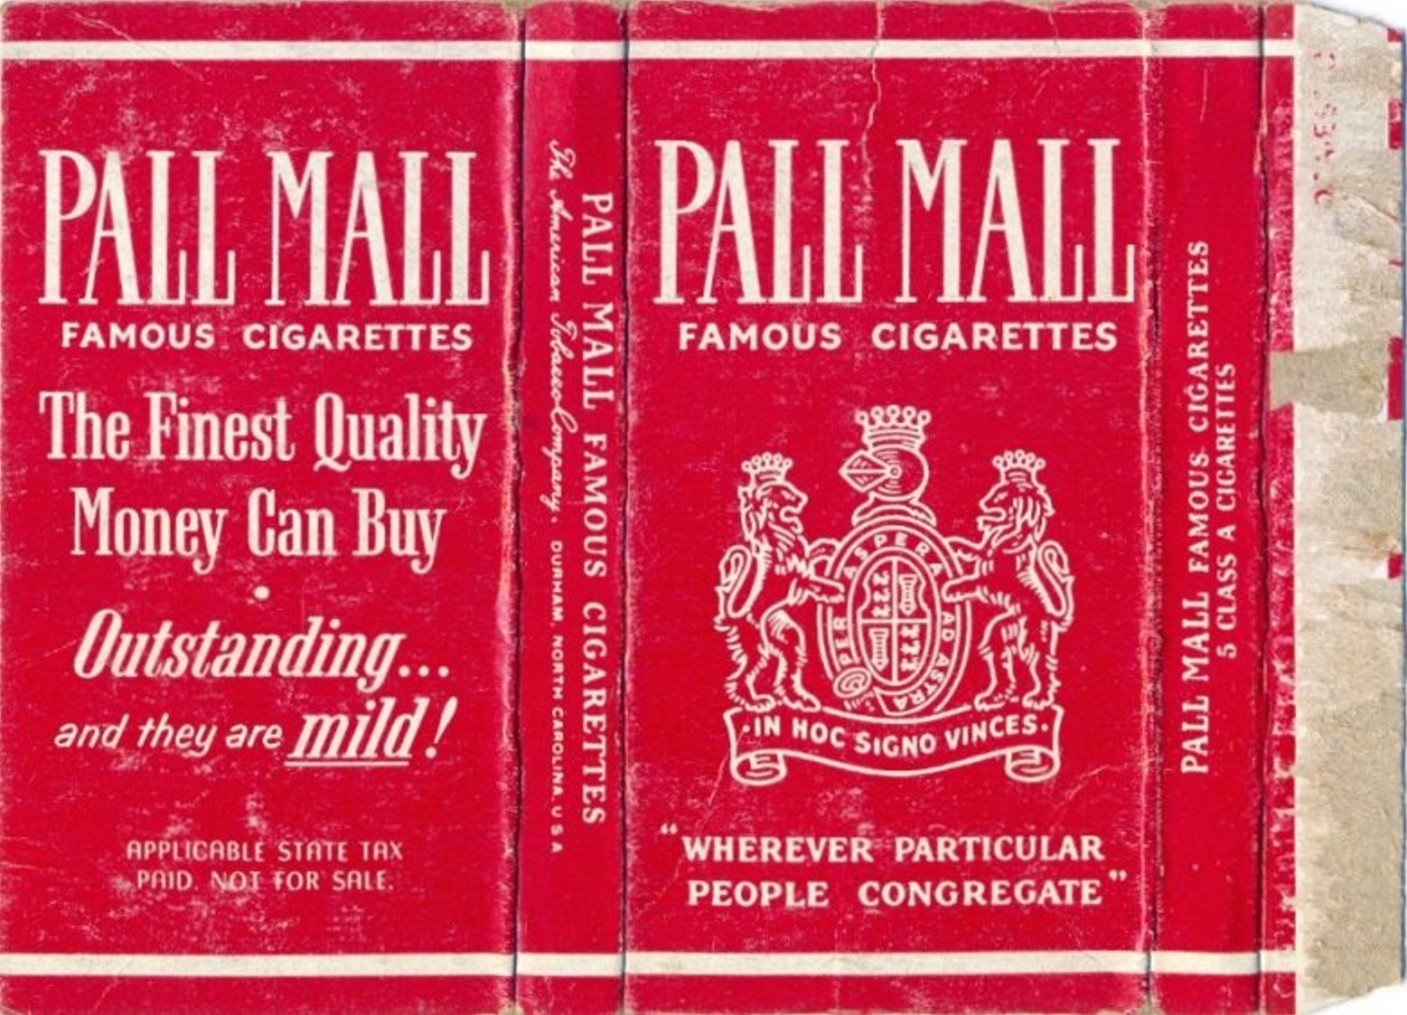 PALL MALL
FAMOUS CIGARETTES
The Finest Quality
Money Can Buy
Outstanding...
and they are mild!
APPLICABLE STATE TAX
PAID. NOT FOR SALE.
PALL MALL FAMOUS CIGARETTES
The American Tobacco Company. DURHAM, NORTH CAROLINA, U S A
PALL MALL
FAMOUS CIGARETTES
PER ASPERA AD ASTRA
·IN HOC SIGNO VINCES·
“WHEREVER PARTICULAR
PEOPLE CONGREGATE”
PALL MALL FAMOUS CIGARETTES
5 CLASS A CIGARETTES